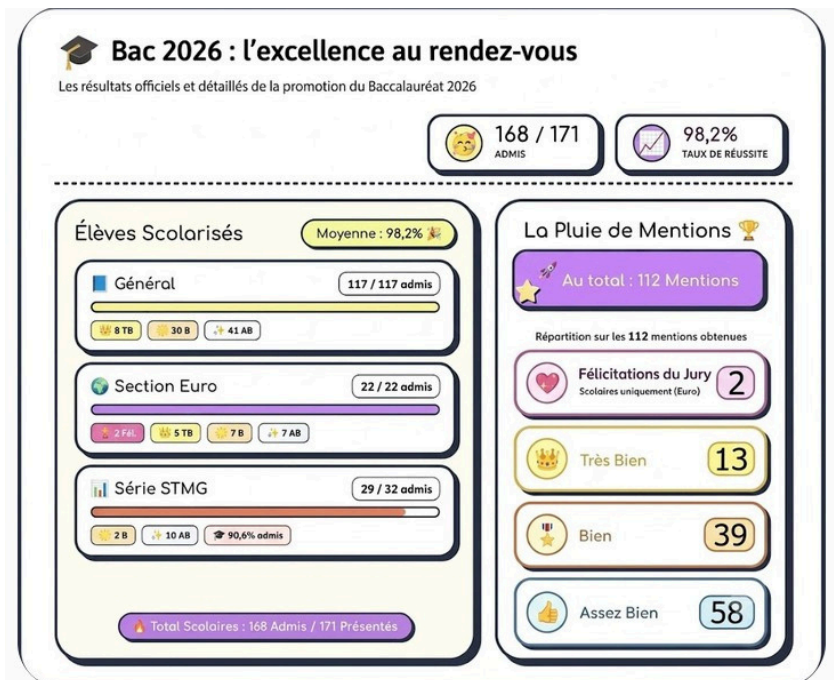 Bac 2026 : l'excellence au rendez-vous
Les résultats officiels et détaillés de la promotion du Baccalauréat 2026
168 / 171
ADMIS
98,2%
TAUX DE RÉUSSITE
Élèves Scolarisés
Moyenne : 98,2%
Général
117 / 117 admis
8 TB
30 B
41 AB
Section Euro
22 / 22 admis
2 Fél.
5 TB
7 B
7 AB
Série STMG
29 / 32 admis
2 B
10 AB
90,6% admis
Total Scolaires : 168 Admis / 171 Présentés
La Pluie de Mentions
Au total : 112 Mentions
Répartition sur les 112 mentions obtenues
Félicitations du Jury
Scolaires uniquement (Euro)
2
Très Bien
13
Bien
39
Assez Bien
58